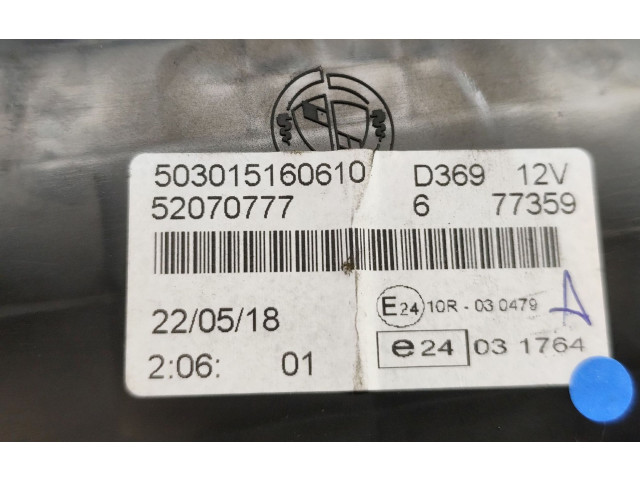 503015160610 D369 12V
52070777 6 77359
22/05/18 E24 10R - 03 0479
2:06: 01 e24 03 1764